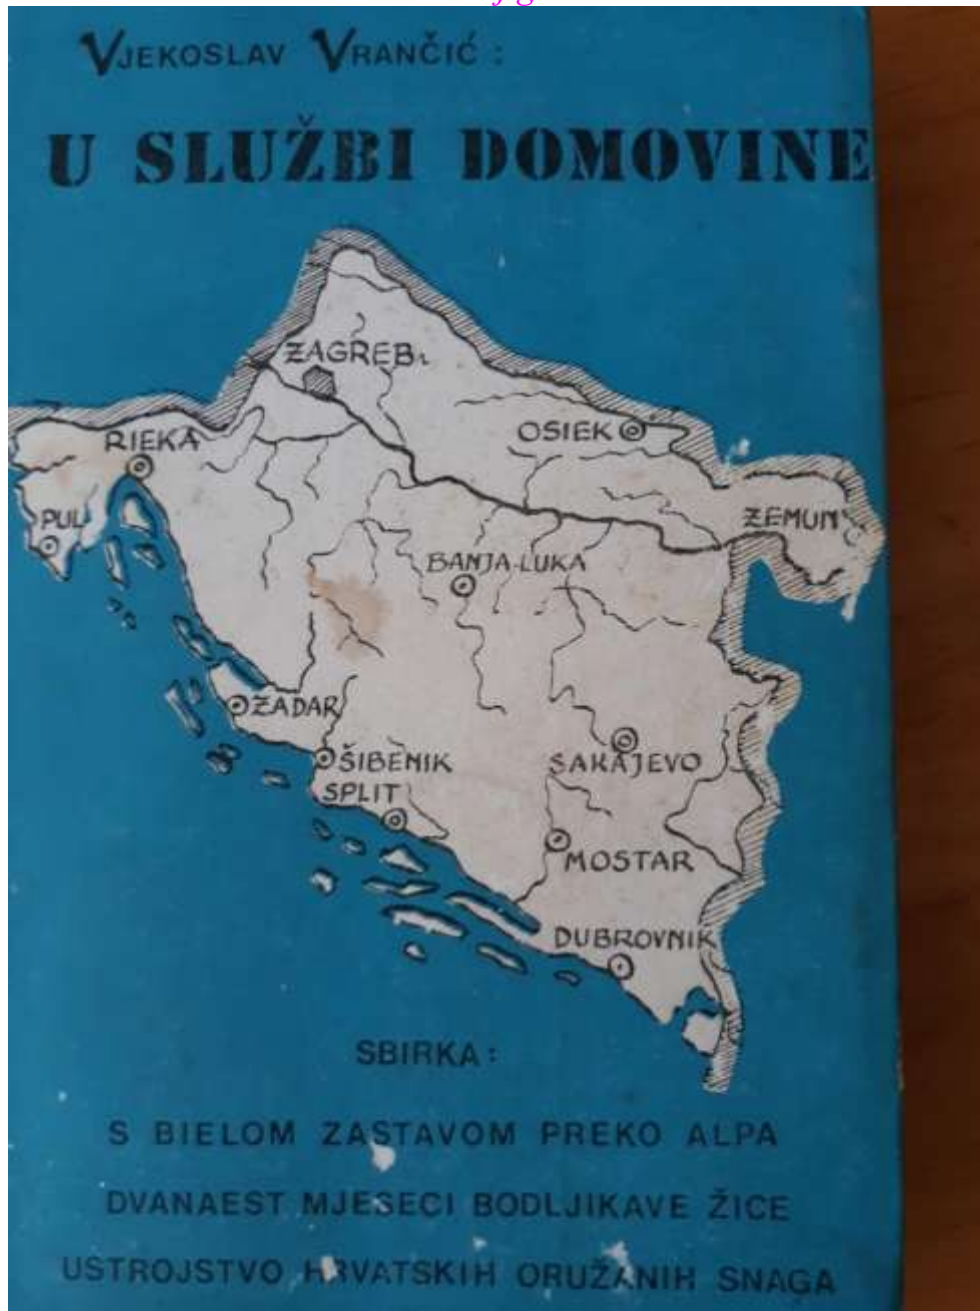 VJEKOSLAV VRANČIĆ:
U SLUŽBI DOMOVINE
ZAGREB
RIEKA
OSIEK
PUL
ZEMUN
BANJA LUKA
ZADAR
ŠIBENIK
SARAJEVO
SPLIT
MOSTAR
DUBROVNIK
SBIRKA:
S BIELOM ZASTAVOM PREKO ALPA
DVANAEST MJESECI BODLJIKAVE ŽICE
USTROJSTVO HRVATSKIH ORUŽANIH SNAGA